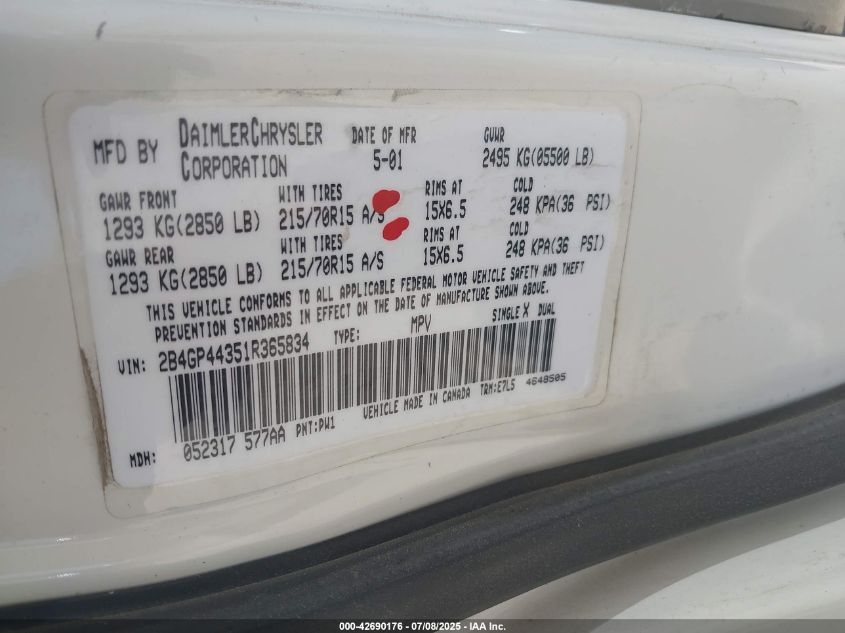 MFD BY DAIMLERCHRYSLER CORPORATION DATE OF MFR 5-01 GVWR 2495 KG(05500 LB)
GAWR FRONT WITH TIRES RIMS AT COLD
1293 KG(2850 LB) 215/70R15 A/S 15X6.5 248 KPA(36 PSI)
GAWR REAR WITH TIRES RIMS AT COLD
1293 KG(2850 LB) 215/70R15 A/S 15X6.5 248 KPA(36 PSI)
THIS VEHICLE CONFORMS TO ALL APPLICABLE FEDERAL MOTOR VEHICLE SAFETY AND THEFT
PREVENTION STANDARDS IN EFFECT ON THE DATE OF MANUFACTURE SHOWN ABOVE.
VIN: 2B4GP44351R365834 TYPE: MPV SINGLE X DUAL
VEHICLE MADE IN CANADA TRM:E7L5 4648505
MDH: 052317 577AA PNT:PW1
000-42690176 - 07/08/2025 - IAA Inc.